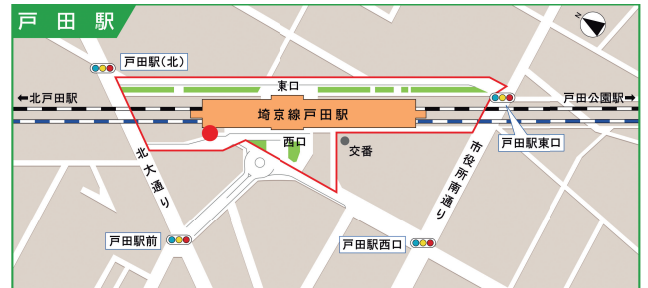 戸田駅
N
戸田駅(北)
←北戸田駅
東口
戸田公園駅→
埼京線戸田駅
西口
交番
戸田駅東口
北大通り
市役所南通り
戸田駅前
戸田駅西口